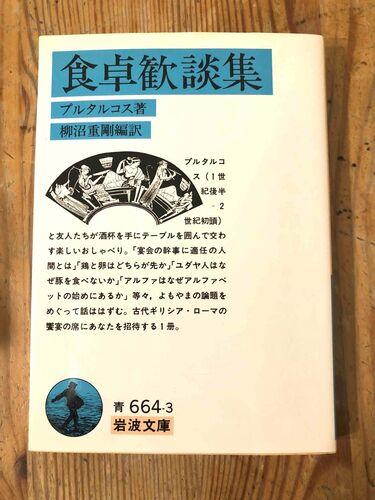 食卓歓談集
プルタルコス著
柳沼重剛編訳
プルタルコ
ス(1世
紀後半
‐2
世紀初頭)
と友人たちが酒杯を手にテーブルを囲んで交わ
す楽しいおしゃべり。「宴会の幹事に適任の人
間とは」「鶏と卵はどちらが先か」「ユダヤ人はな
ぜ豚を食べないか」「アルファはなぜアルファベ
ットの始めにあるか」等々,よもやまの論題を
めぐって話ははずむ。古代ギリシア・ローマの
饗宴の席にあなたを招待する1冊。
青 664-3
岩波文庫